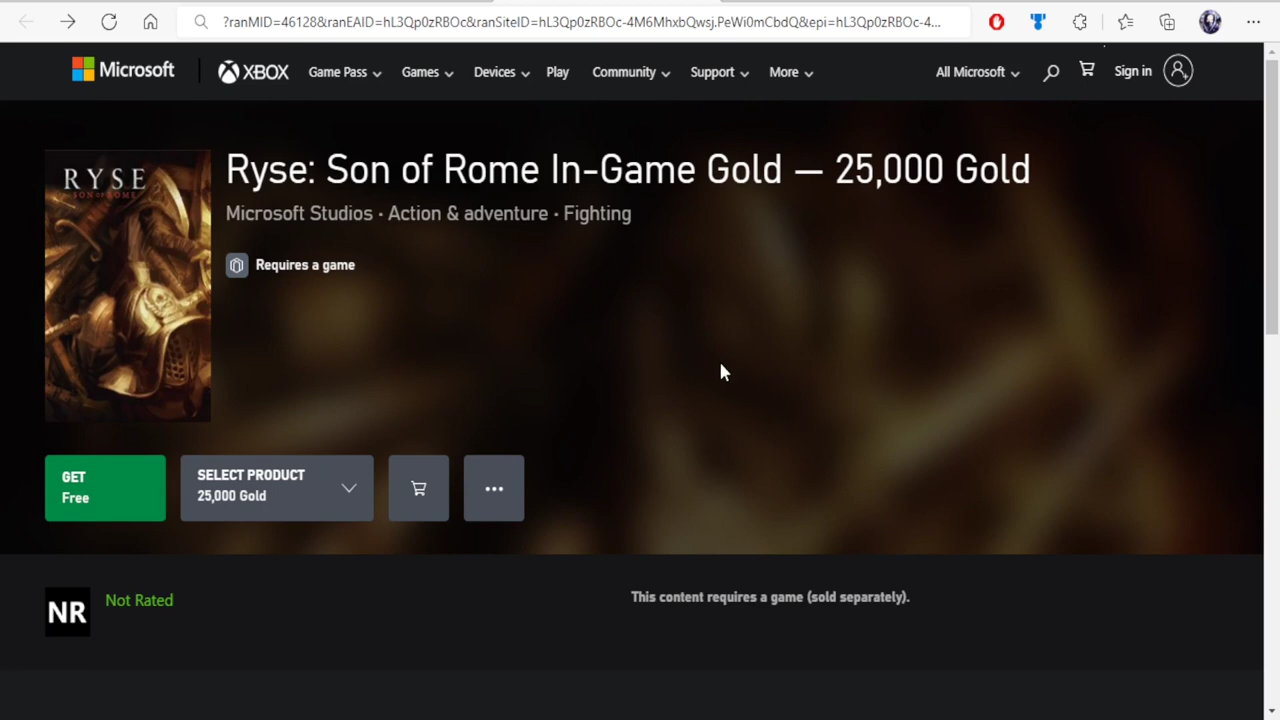 ?ranMID=46128&ranEAID=hL3Qp0zRBOc&ranSiteID=hL3Qp0zRBOc-4M6MhxbQwsj.PeWi0mCbdQ&epi=hL3Qp0zRBOc-4...
Microsoft XBOX Game Pass Games Devices Play Community Support More All Microsoft Sign in
RYSE
SON OF ROME
Ryse: Son of Rome In-Game Gold — 25,000 Gold
Microsoft Studios · Action & adventure · Fighting
Requires a game
GET
Free
SELECT PRODUCT
25,000 Gold
NR
Not Rated
This content requires a game (sold separately).